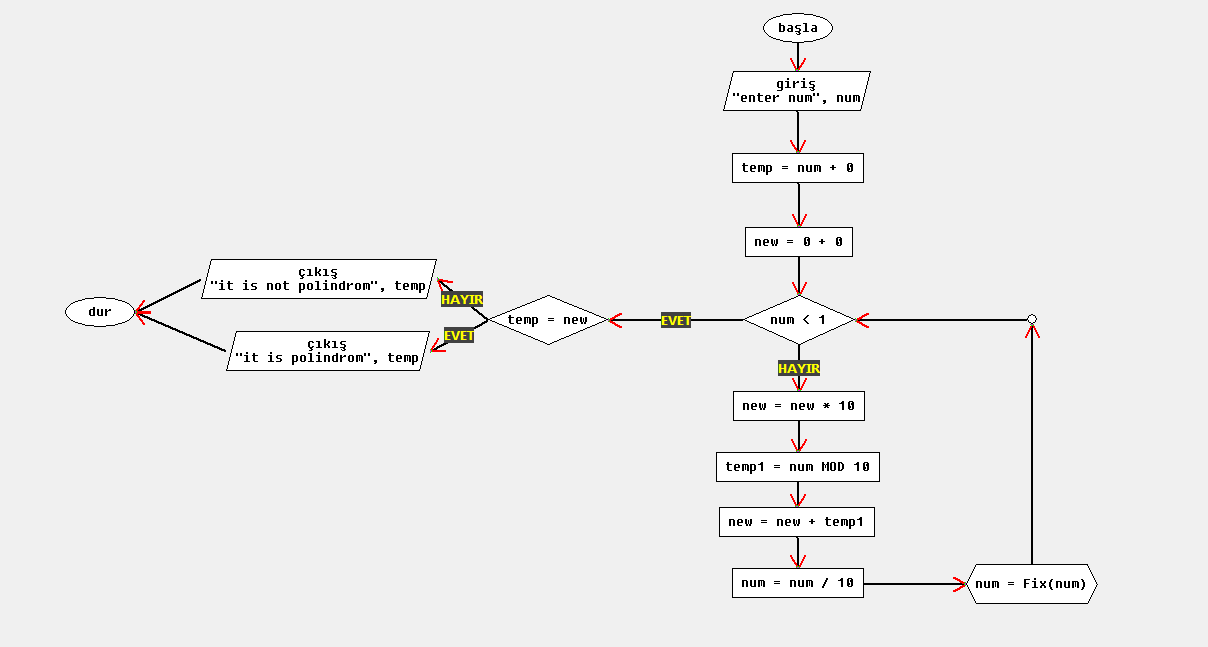 başla
giriş
"enter num", num
temp = num + 0
new = 0 + 0
num < 1
EVET
temp = new
HAYIR
çıkış
"it is not polindrom", temp
EVET
çıkış
"it is polindrom", temp
dur
HAYIR
new = new * 10
temp1 = num MOD 10
new = new + temp1
num = num / 10
num = Fix(num)